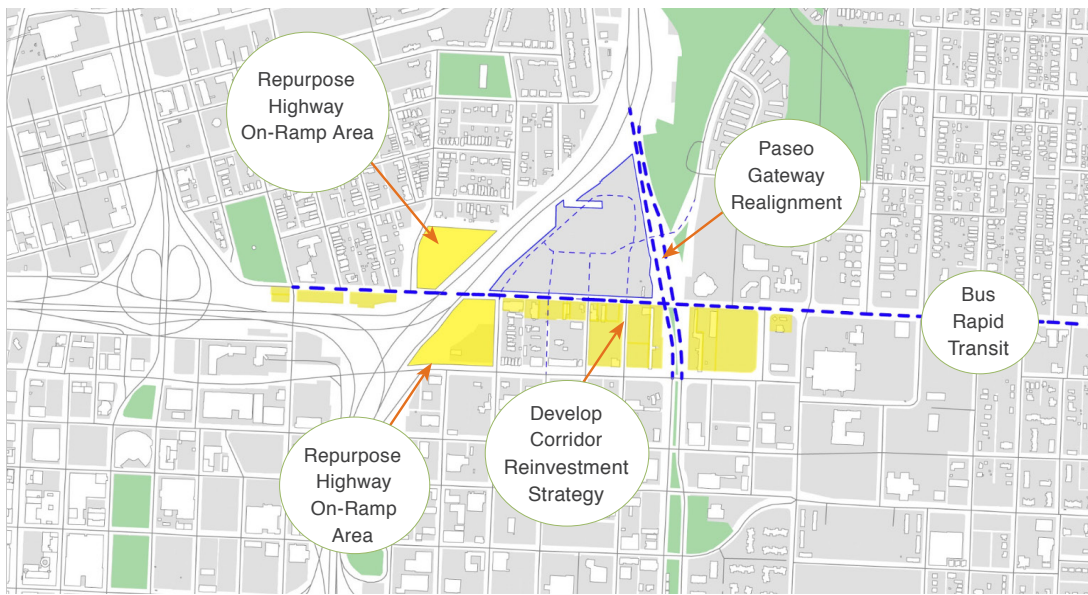 Repurpose
Highway
On-Ramp Area
Paseo
Gateway
Realignment
Bus
Rapid
Transit
Develop
Corridor
Reinvestment
Strategy
Repurpose
Highway
On-Ramp
Area